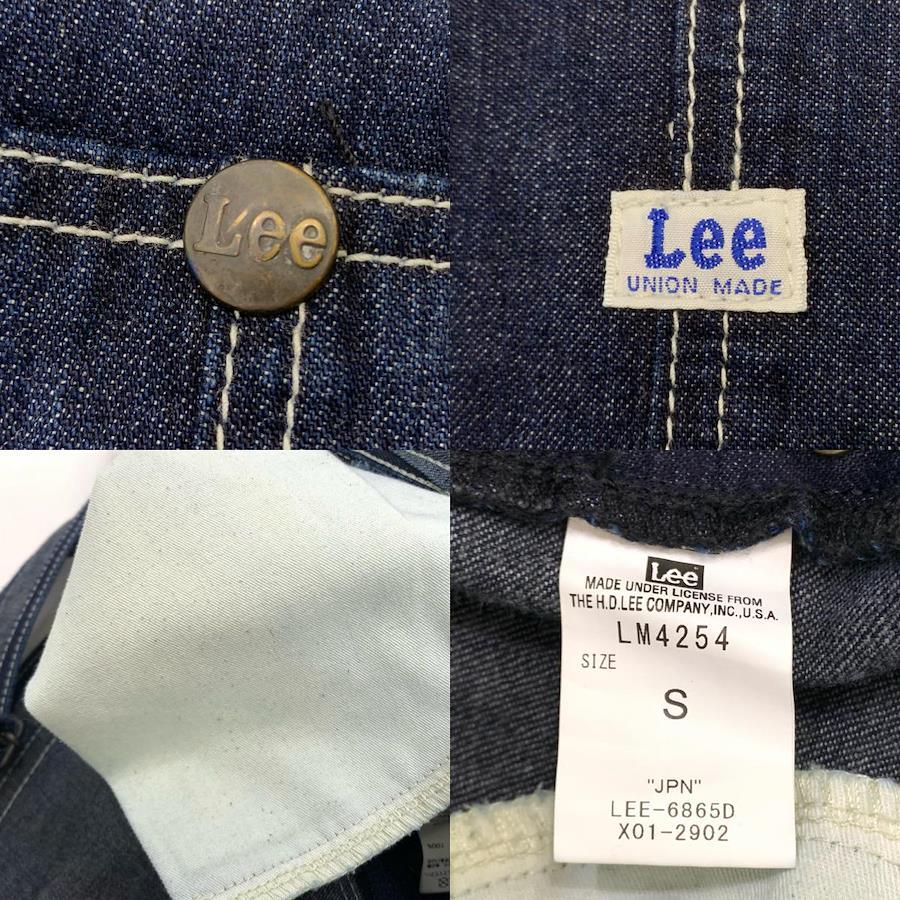 Lee
Lee
UNION MADE
Lee
MADE UNDER LICENSE FROM
THE H.D.LEE COMPANY,INC.,U.S.A.
LM4254
SIZE
S
"JPN"
LEE-6865D
X01-2902
100%